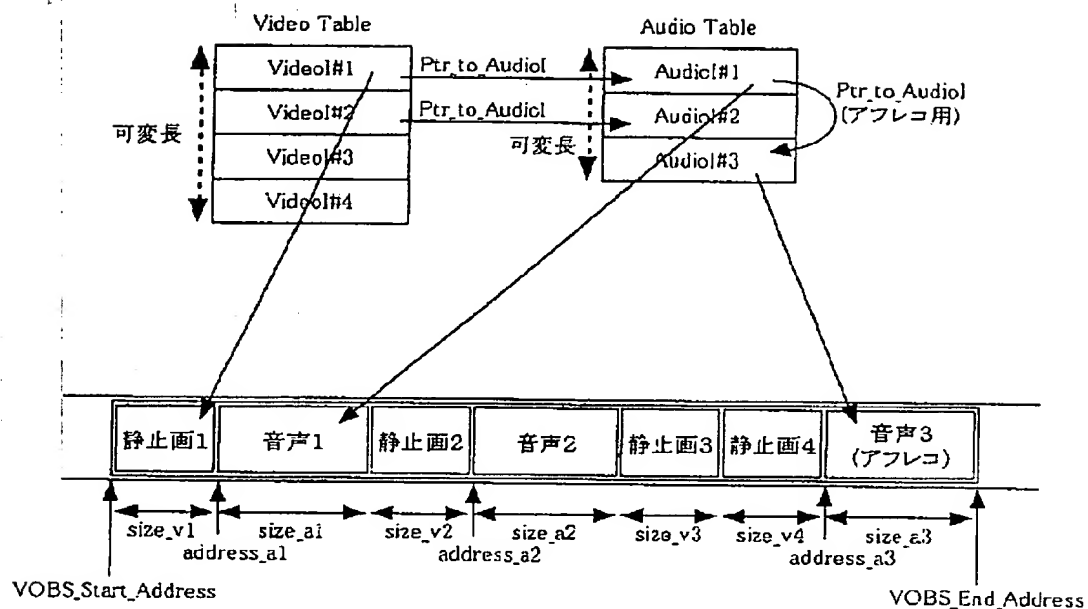 Video Table
VideoI#1
VideoI#2
VideoI#3
VideoI#4
可変長
Ptr_to_AudioI
Ptr_to_AudioI
Audio Table
AudioI#1
AudioI#2
AudioI#3
可変長
Ptr_to_AudioI
(アフレコ用)
静止画1
音声1
静止画2
音声2
静止画3
静止画4
音声3
(アフレコ)
size_v1
size_a1
size_v2
size_a2
size_v3
size_v4
size_a3
address_a1
address_a2
address_a3
VOBS_Start_Address
VOBS_End_Address